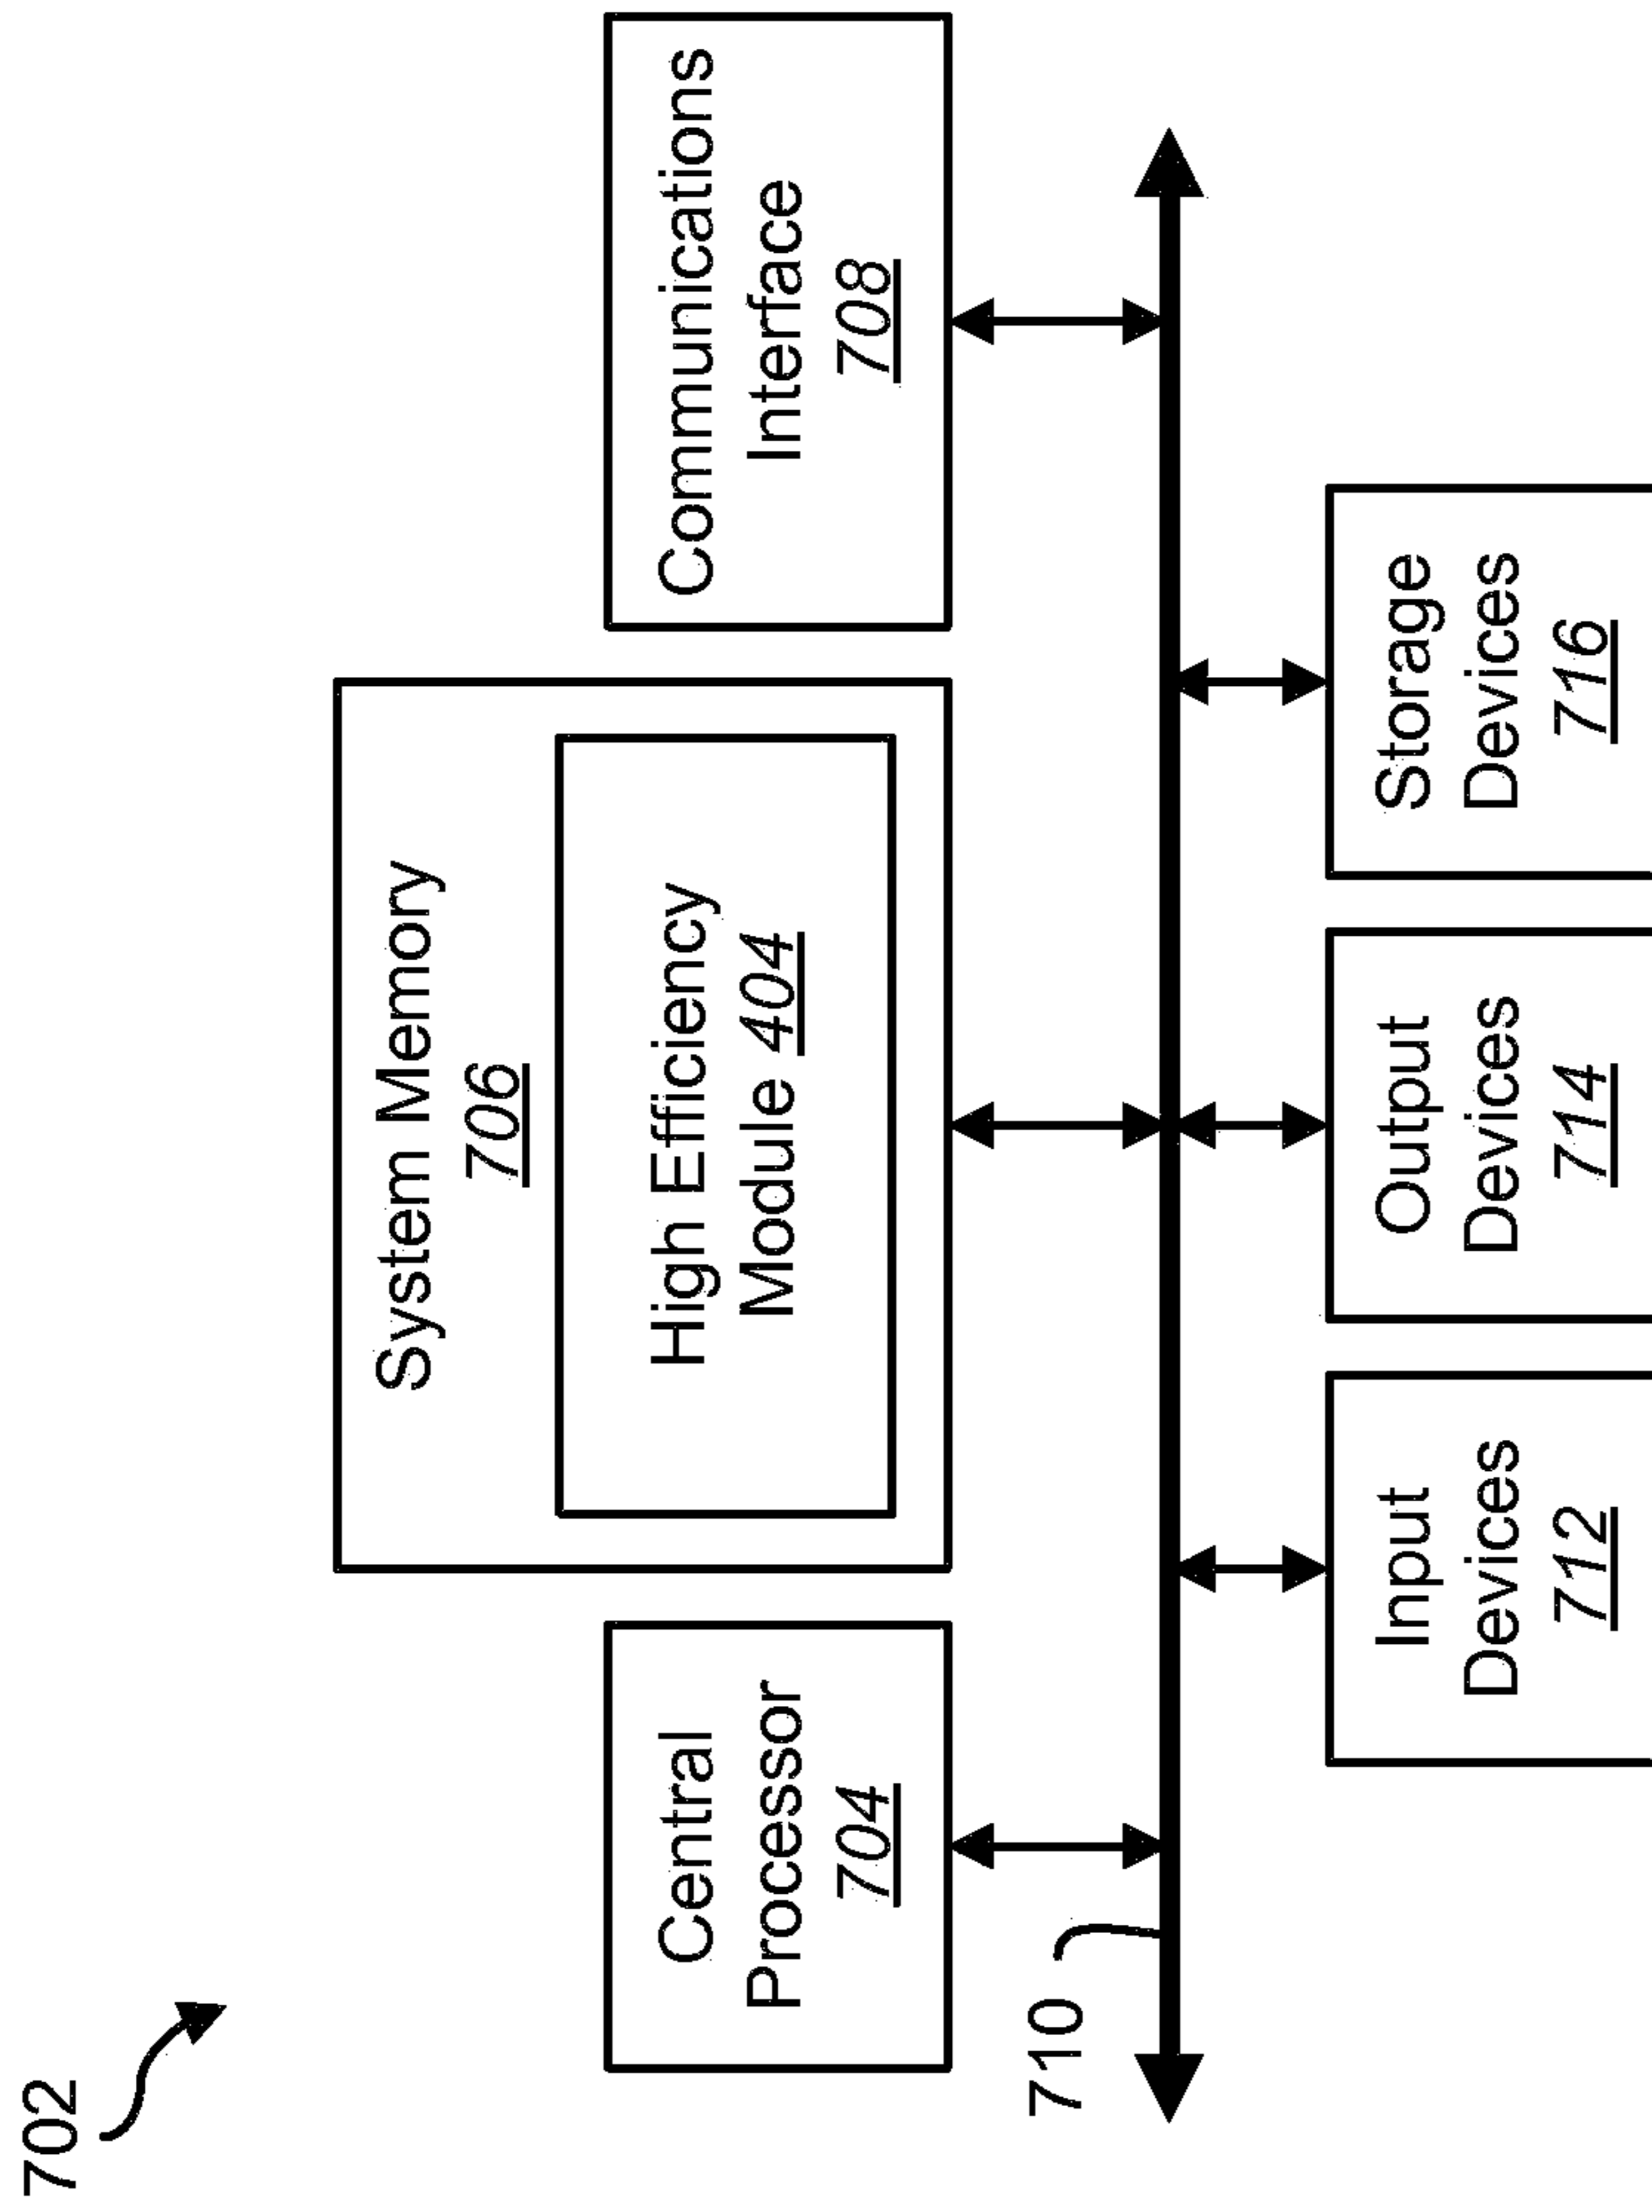 702
System Memory
706
High Efficiency
Module 404
Central
Processor
704
Communications
Interface
708
710
Input
Devices
712
Output
Devices
714
Storage
Devices
716